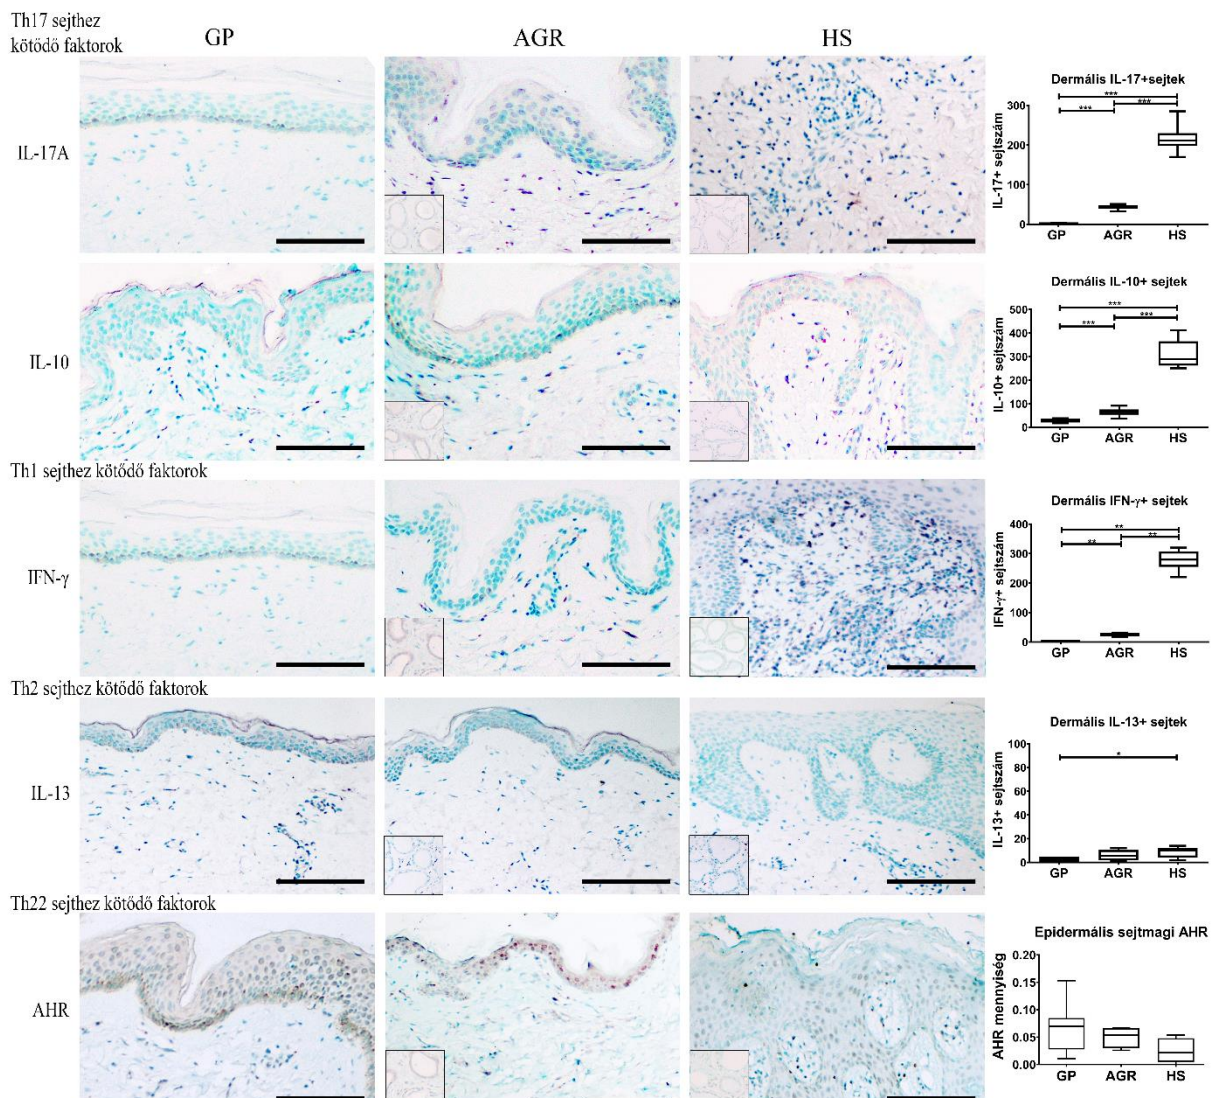 Th17 sejthez
kötődő faktorok
GP
AGR
HS
IL-17A
Dermális IL-17+sejtek
***
***
***
IL-17+ sejtszám
300
200
100
0
GP
AGR
HS
IL-10
Dermális IL-10+ sejtek
***
***
***
IL-10+ sejtszám
500
400
300
200
100
0
GP
AGR
HS
Th1 sejthez kötődő faktorok
IFN-γ
Dermális IFN-γ+ sejtek
**
**
**
IFN-γ+ sejtszám
400
300
200
100
0
GP
AGR
HS
Th2 sejthez kötődő faktorok
IL-13
Dermális IL-13+ sejtek
*
IL-13+ sejtszám
100
80
60
40
20
0
GP
AGR
HS
Th22 sejthez kötődő faktorok
AHR
Epidermális sejtmagi AHR
AHR mennyiség
0.20
0.15
0.10
0.05
0.00
GP
AGR
HS